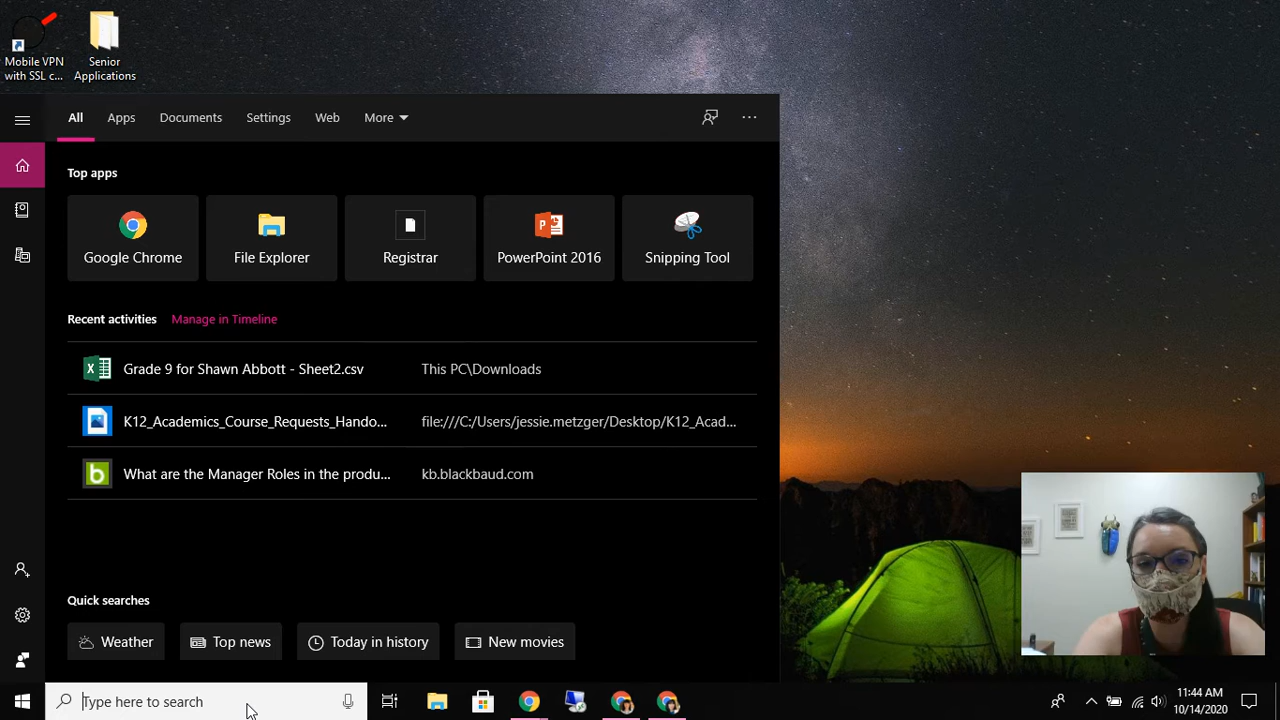 Mobile VPN
with SSL c...
Senior
Applications
All
Apps
Documents
Settings
Web
More
Top apps
Google Chrome
File Explorer
Registrar
PowerPoint 2016
Snipping Tool
Recent activities
Manage in Timeline
Grade 9 for Shawn Abbott - Sheet2.csv
This PC\Downloads
K12_Academics_Course_Requests_Hando...
file:///C:/Users/jessie.metzger/Desktop/K12_Acad...
What are the Manager Roles in the produ...
kb.blackbaud.com
Quick searches
Weather
Top news
Today in history
New movies
Type here to search
11:44 AM
10/14/2020